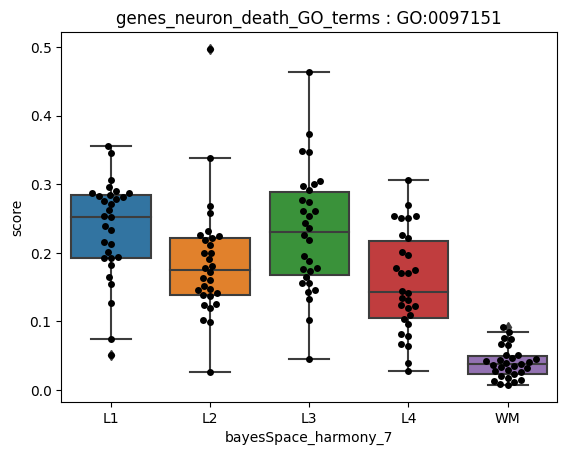 genes_neuron_death_GO_terms : GO:0097151
score
0.5
0.4
0.3
0.2
0.1
0.0
L1 L2 L3 L4 WM
bayesSpace_harmony_7